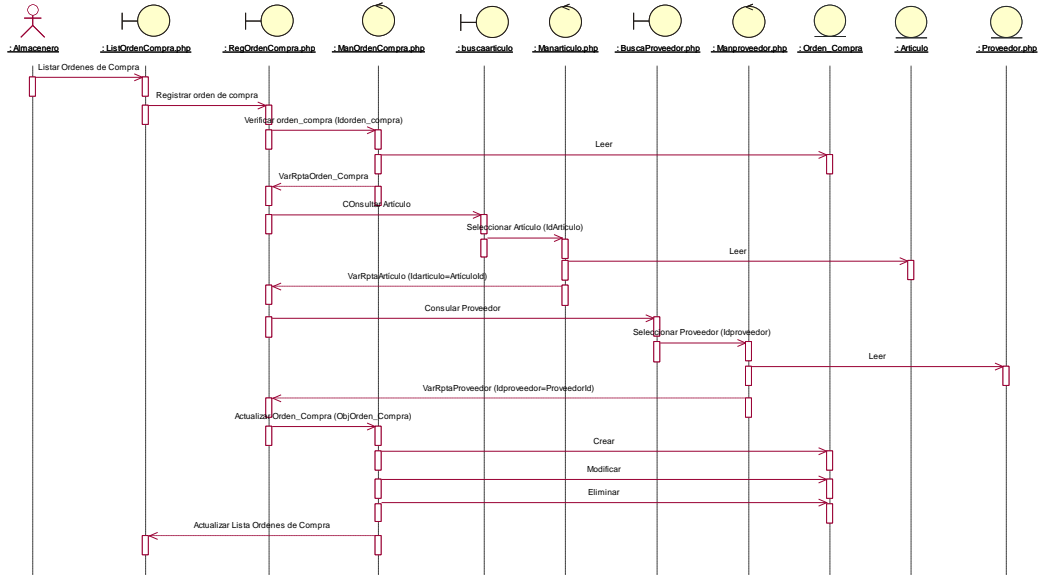 : Almacenero
: ListOrdenCompra.php
: RegOrdenCompra.php
: ManOrdenCompra.php
: buscaarticulo
: Manarticulo.php
: BuscaProveedor.php
: Manproveedor.php
: Orden_Compra
: Articulo
: Proveedor.php
Listar Ordenes de Compra
Registrar orden de compra
Verificar orden_compra (Idorden_compra)
Leer
VarRptaOrden_Compra
COnsultar Artículo
Seleccionar Articulo (IdArticulo)
Leer
VarRptaArticulo (Idarticulo=ArticuloId)
Consular Proveedor
Seleccionar Proveedor (Idproveedor)
Leer
VarRptaProveedor (Idproveedor=ProveedorId)
Actualizar Orden_Compra (ObjOrden_Compra)
Crear
Modificar
Eliminar
Actualizar Lista Ordenes de Compra